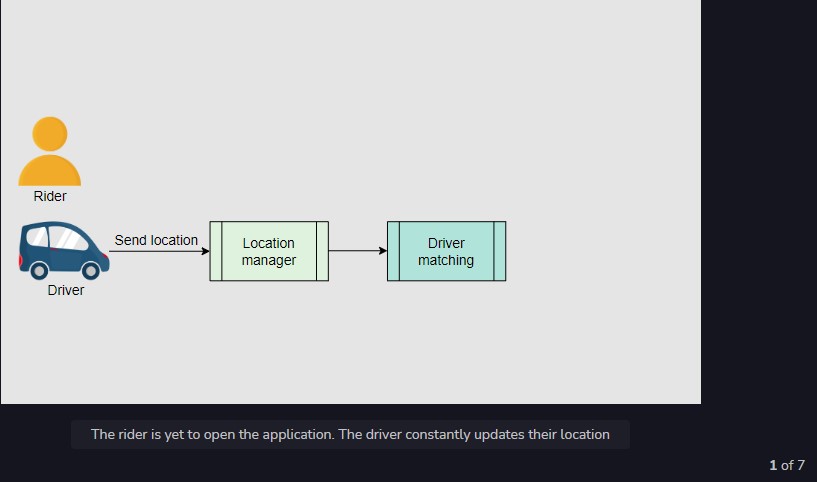 Rider
Send location
Location
manager
Driver
matching
Driver
The rider is yet to open the application. The driver constantly updates their location
1 of 7